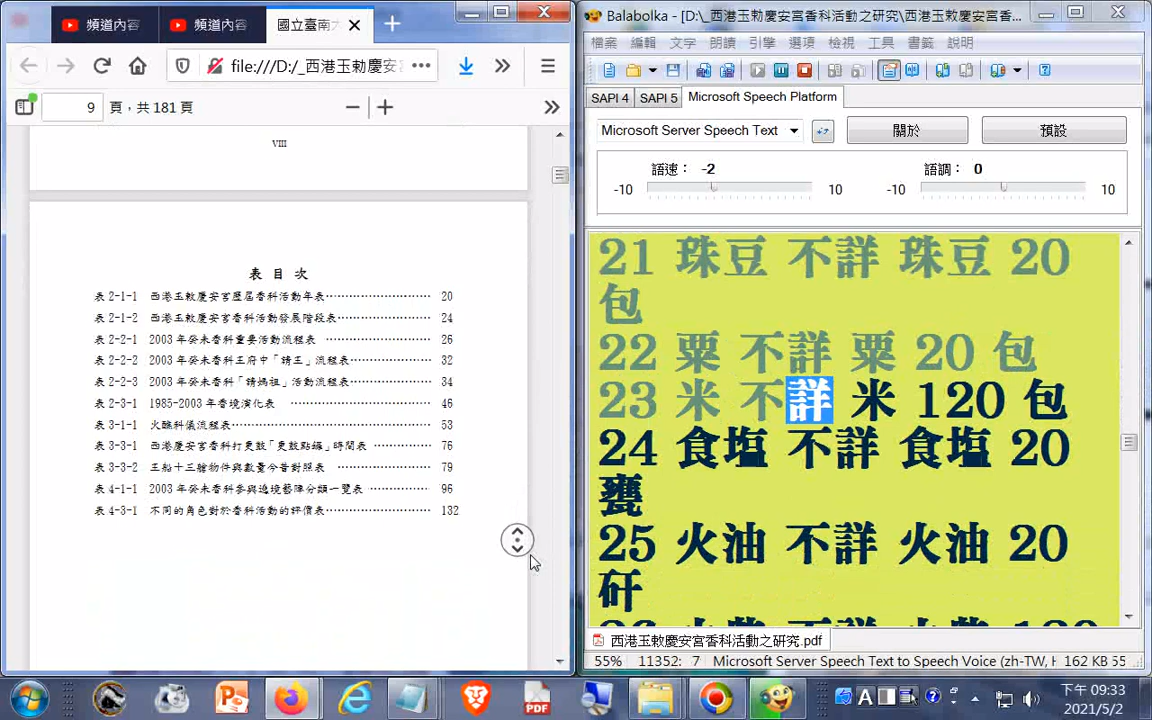 頻道內容
頻道內容
國立臺南大
file:///D:/_西港玉勅慶安宮
9 頁，共 181 頁
VIII
表 目 次
表 2-1-1 西港玉勅慶安宮歷屆香科活動年表 20
表 2-1-2 西港玉勅慶安宮香科活動發展階段表 24
表 2-2-1 2003 年癸未香科重要活動流程表 26
表 2-2-2 2003 年癸未香科王府中「請王」流程表 32
表 2-2-3 2003 年癸未香科「請媽祖」活動流程表 34
表 2-3-1 1985-2003 年香境演化表 46
表 3-1-1 火醮科儀流程表 53
表 3-3-1 西港慶安宮香科打更鼓「更鼓點螺」時間表 76
表 3-3-2 王船十三艙物件與數量今昔對照表 79
表 4-1-1 2003 年癸未香科參與遶境藝陣分類一覽表 96
表 4-3-1 不同的角色對於香科活動的評價表 132
Balabolka - [D:\_西港玉勅慶安宮香科活動之研究\西港玉敕慶安宮香...
檔案 編輯 文字 朗讀 引擎 選項 檢視 工具 書籤 說明
SAPI 4 SAPI 5 Microsoft Speech Platform
Microsoft Server Speech Text 關於 預設
語速： -2 語調： 0
-10 10 -10 10
21 珠豆 不詳 珠豆 20
包
22 粟 不詳 粟 20 包
23 米 不詳 米 120 包
24 食塩 不詳 食塩 20
甕
25 火油 不詳 火油 20
矸
西港玉敕慶安宮香科活動之研究.pdf
55% 11352: 7 Microsoft Server Speech Text to Speech Voice (zh-TW, H 162 KB 55
PDF
A
下午 09:33
2021/5/2